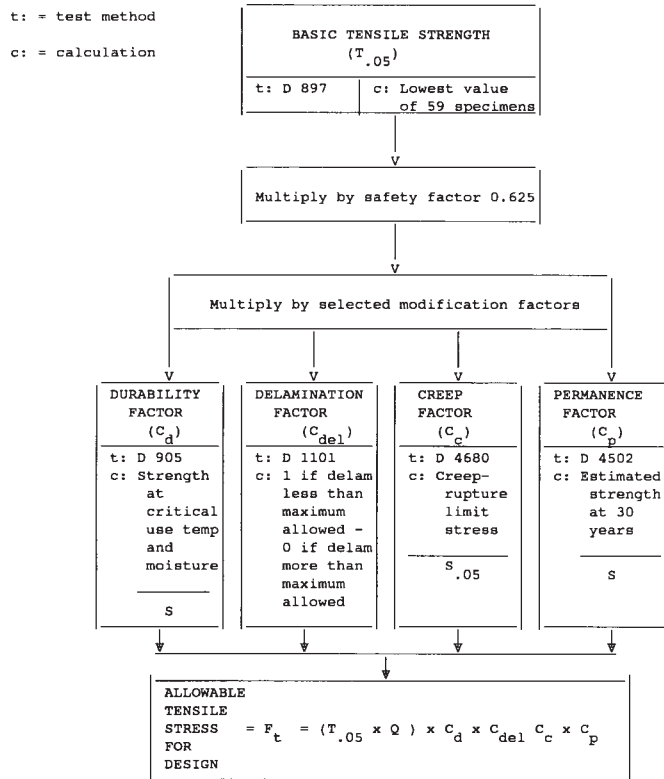 t: = test method
c: = calculation
BASIC TENSILE STRENGTH
(T.05)
t: D 897
c: Lowest value
of 59 specimens
Multiply by safety factor 0.625
Multiply by selected modification factors
DURABILITY
FACTOR
(Cd)
t: D 905
c: Strength
at
critical
use temp
and
moisture
S
DELAMINATION
FACTOR
(Cdel)
t: D 1101
c: 1 if delam
less than
maximum
allowed -
0 if delam
more than
maximum
allowed
CREEP
FACTOR
(Cc)
t: D 4680
c: Creep-
rupture
limit
stress
S.05
PERMANENCE
FACTOR
(Cp)
t: D 4502
c: Estimated
strength
at 30
years
S
ALLOWABLE
TENSILE
STRESS = Ft = (T.05 x Q ) x Cd x Cdel Cc x Cp
FOR
DESIGN